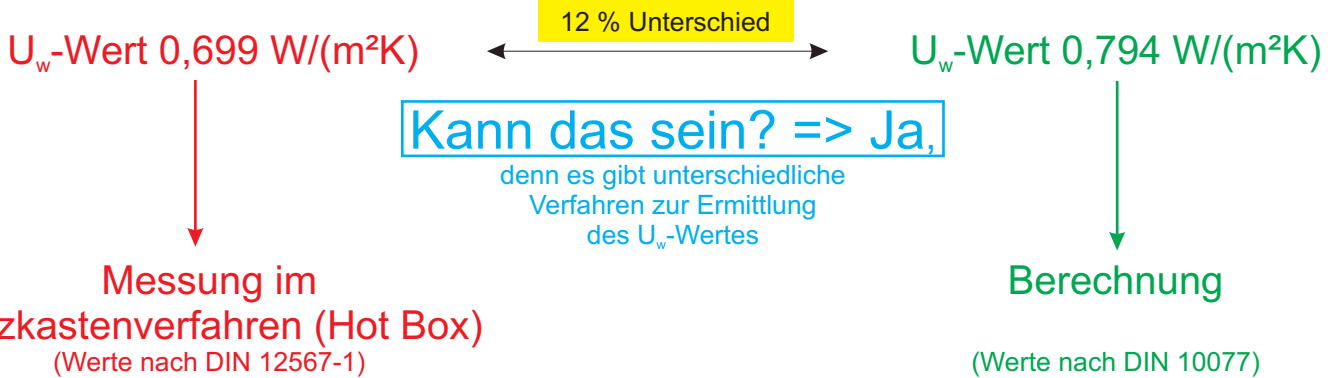 12 % Unterschied
Uw-Wert 0,699 W/(m²K)
Uw-Wert 0,794 W/(m²K)
Kann das sein? => Ja,
denn es gibt unterschiedliche
Verfahren zur Ermittlung
des Uw-Wertes
Messung im
zkastenverfahren (Hot Box)
(Werte nach DIN 12567-1)
Berechnung
(Werte nach DIN 10077)